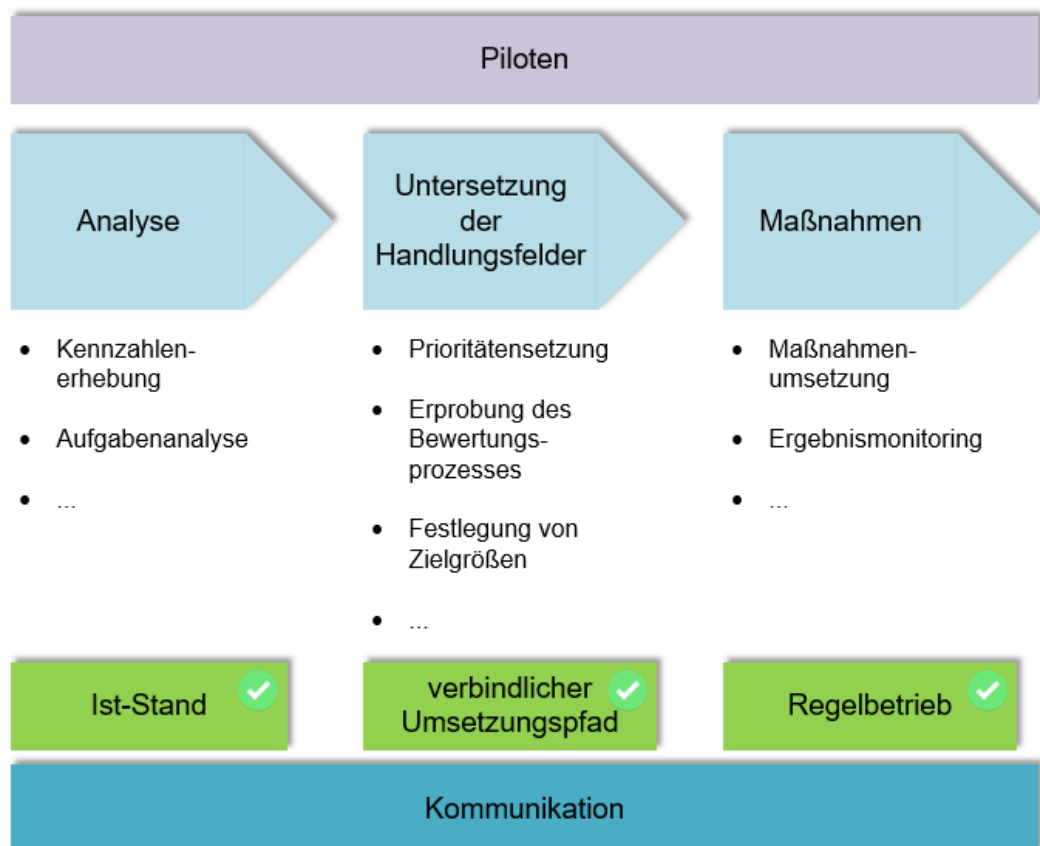 Piloten
Analyse
Untersetzung
der
Handlungsfelder
Maßnahmen
• Kennzahlen-
erhebung
• Aufgabenanalyse
• ...
• Prioritätensetzung
• Erprobung des
Bewertungs-
prozesses
• Festlegung von
Zielgrößen
• ...
• Maßnahmen-
umsetzung
• Ergebnismonitoring
• ...
Ist-Stand
verbindlicher
Umsetzungspfad
Regelbetrieb
Kommunikation